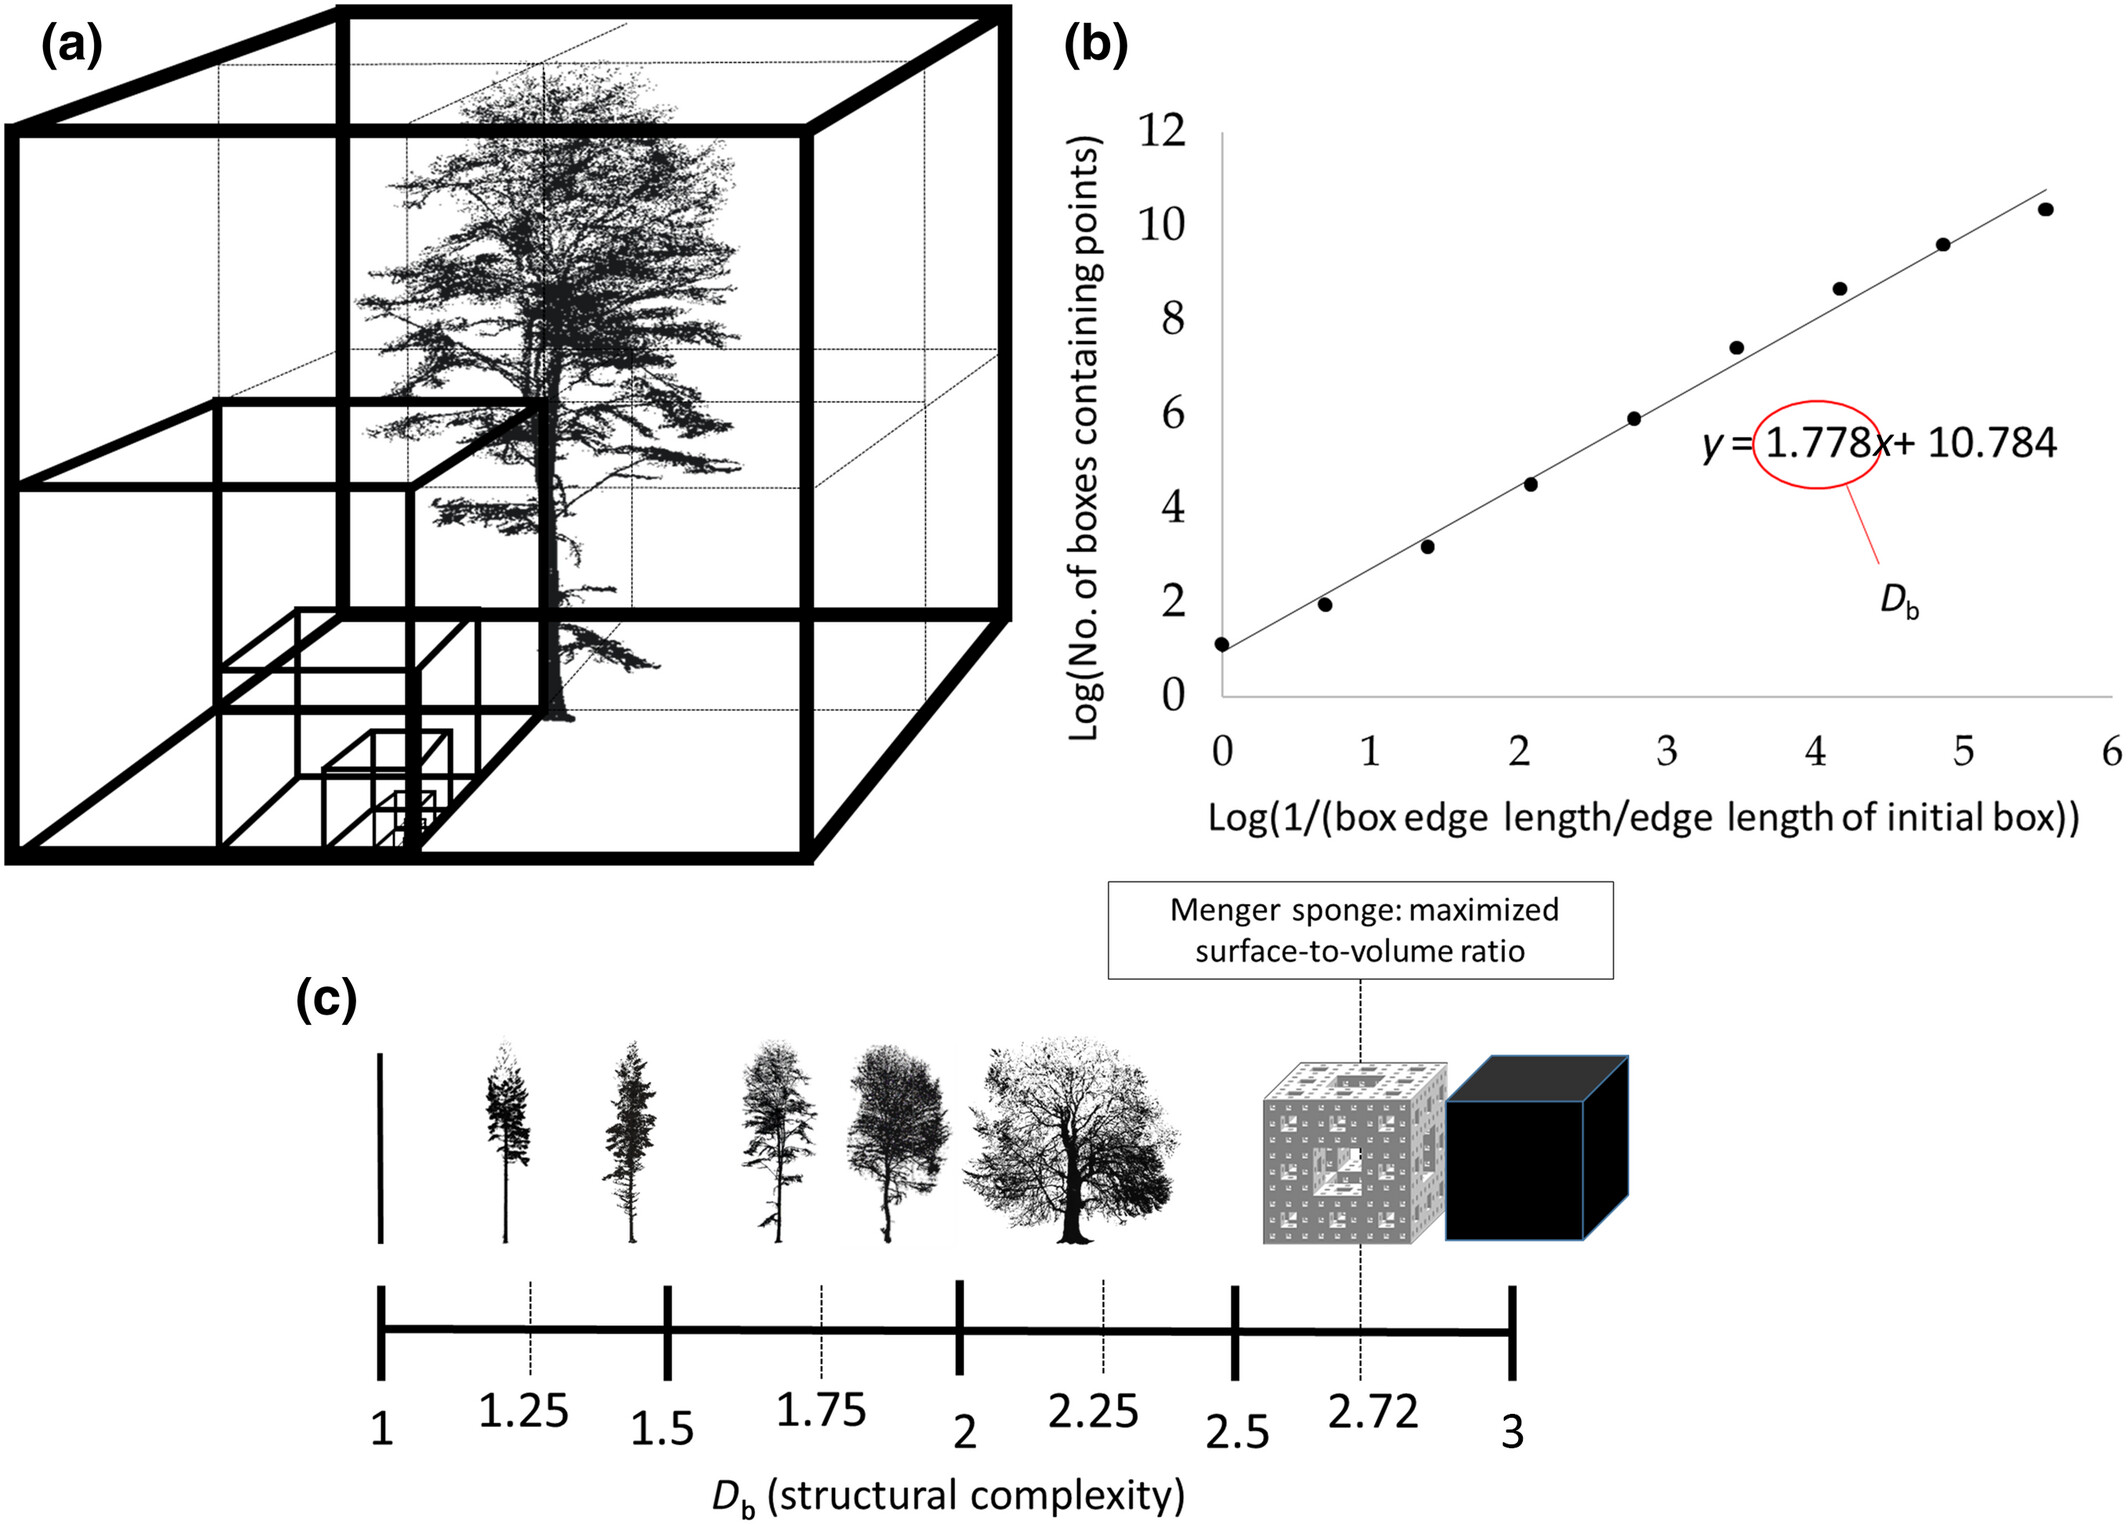 (a)
(b)
Log(No. of boxes containing points)
12
10
8
6
4
2
0
y = 1.778x+ 10.784
Db
0 1 2 3 4 5 6
Log(1/(box edge length/edge length of initial box))
Menger sponge: maximized
surface-to-volume ratio
(c)
1 1.25 1.5 1.75 2 2.25 2.5 2.72 3
Db (structural complexity)